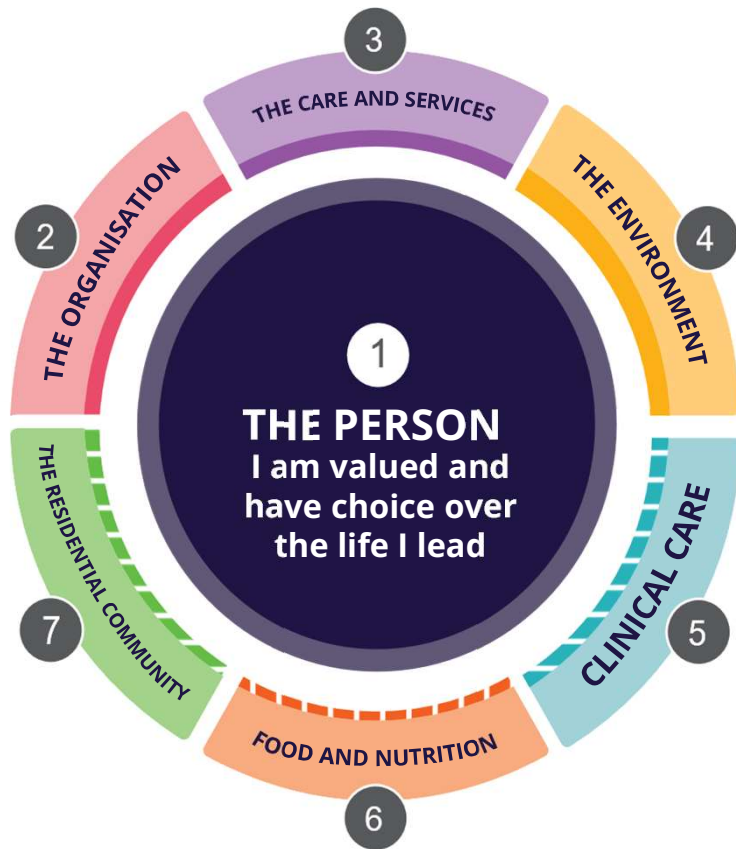 1
THE PERSON
I am valued and
have choice over
the life I lead
2
THE ORGANISATION
3
THE CARE AND SERVICES
4
THE ENVIRONMENT
5
CLINICAL CARE
6
FOOD AND NUTRITION
7
THE RESIDENTIAL COMMUNITY